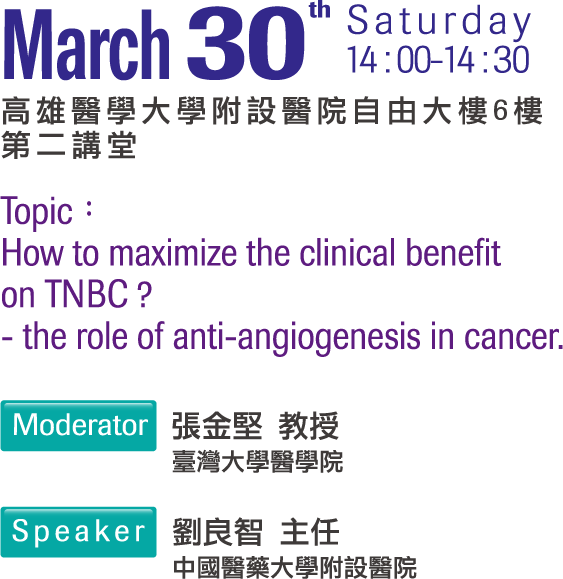 March 30th Saturday
14:00-14:30
高雄醫學大學附設醫院自由大樓6樓
第二講堂
Topic：
How to maximize the clinical benefit
on TNBC？
- the role of anti-angiogenesis in cancer.
Moderator 張金堅 教授
臺灣大學醫學院
Speaker 劉良智 主任
中國醫藥大學附設醫院